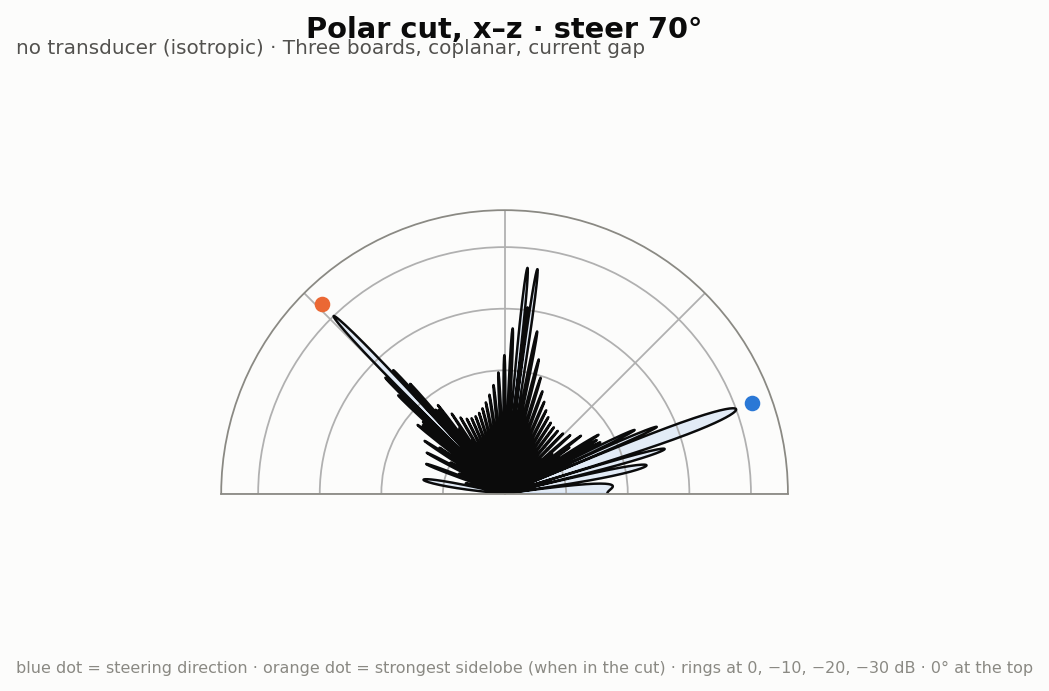 Polar cut, x–z · steer 70°
no transducer (isotropic) · Three boards, coplanar, current gap
blue dot = steering direction · orange dot = strongest sidelobe (when in the cut) · rings at 0, −10, −20, −30 dB · 0° at the top